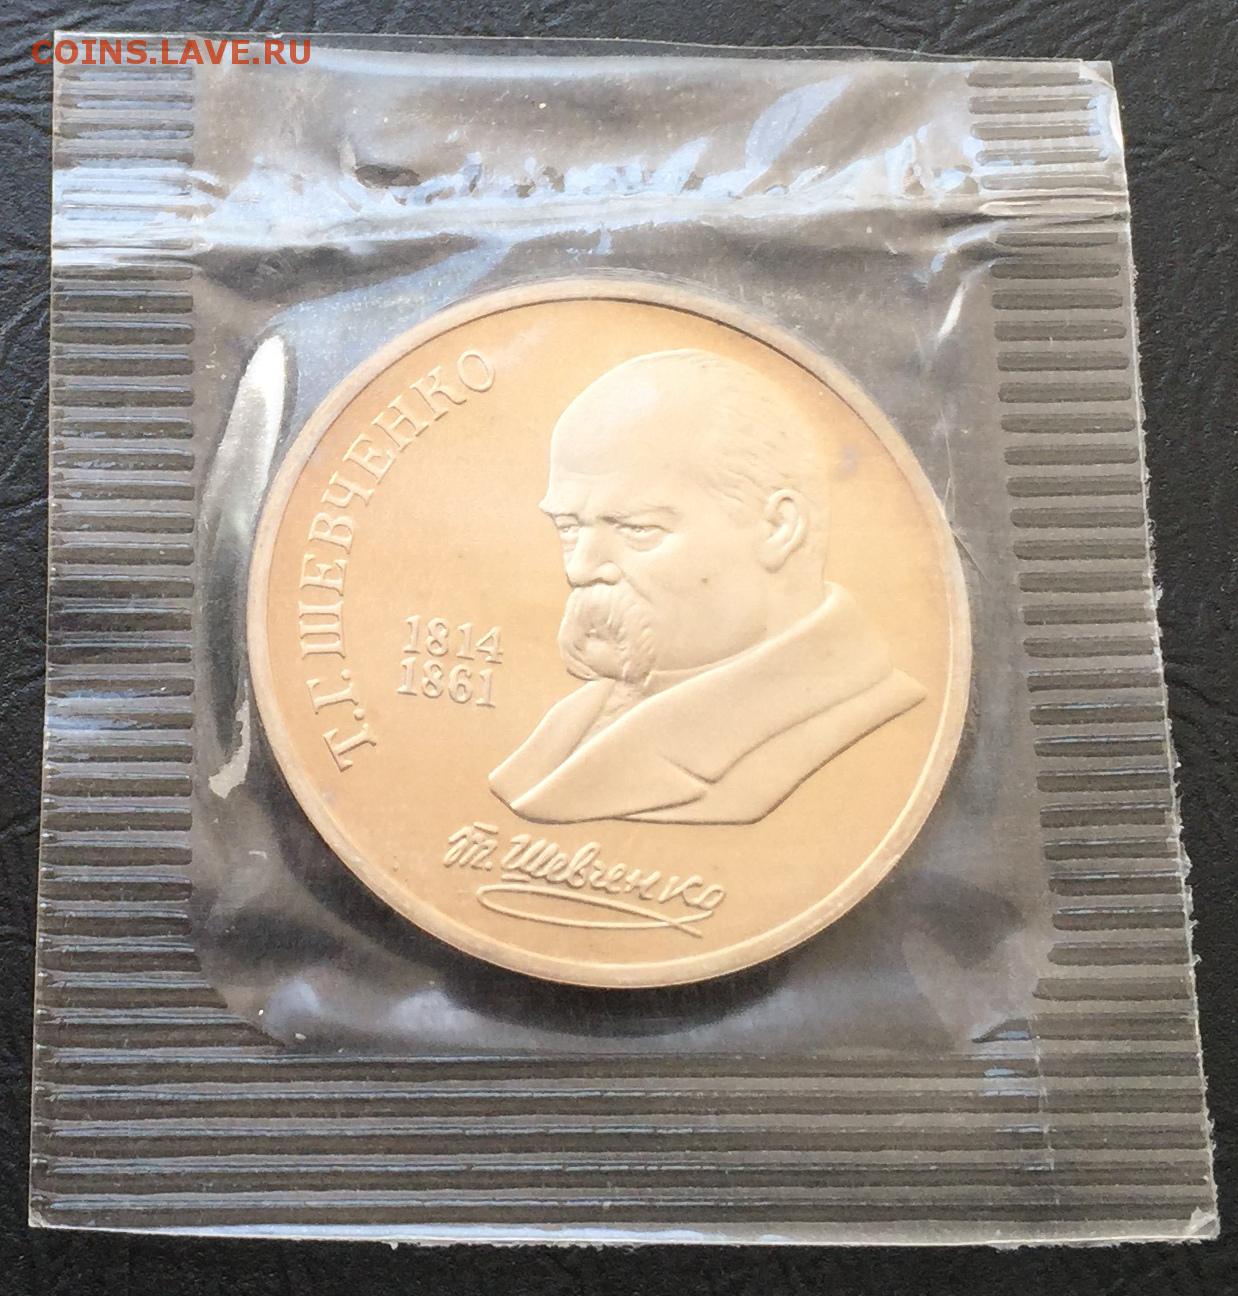 COINS.LAVE.RU
Т.Г.ШЕВЧЕНКО
1814
1861
Т. Шевченко